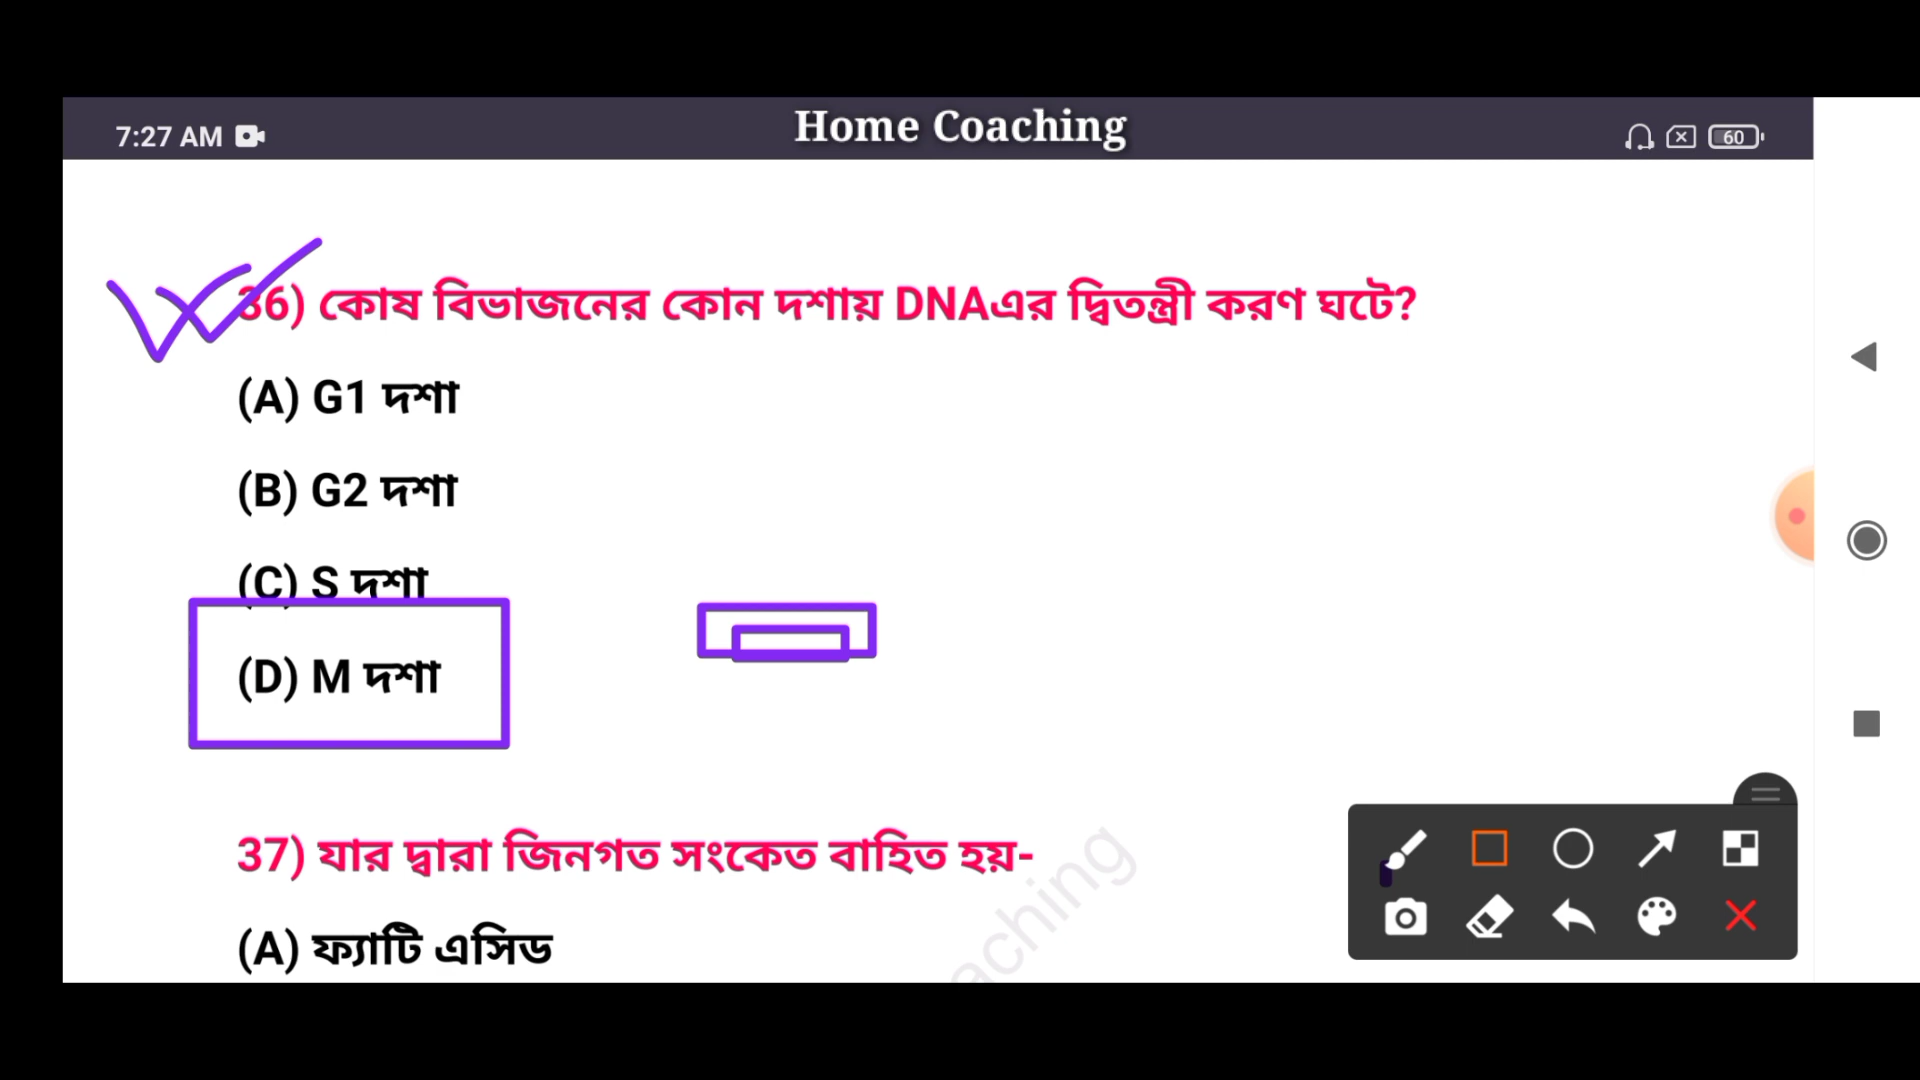 Home Coaching
7:27 AM
60
36) কোষ বিভাজনের কোন দশায় DNAএর দ্বিতন্ত্রী করণ ঘটে?
(A) G1 দশা
(B) G2 দশা
(C) S দশা
(D) M দশা
37) যার দ্বারা জিনগত সংকেত বাহিত হয়-
(A) ফ্যাটি এসিড
aching